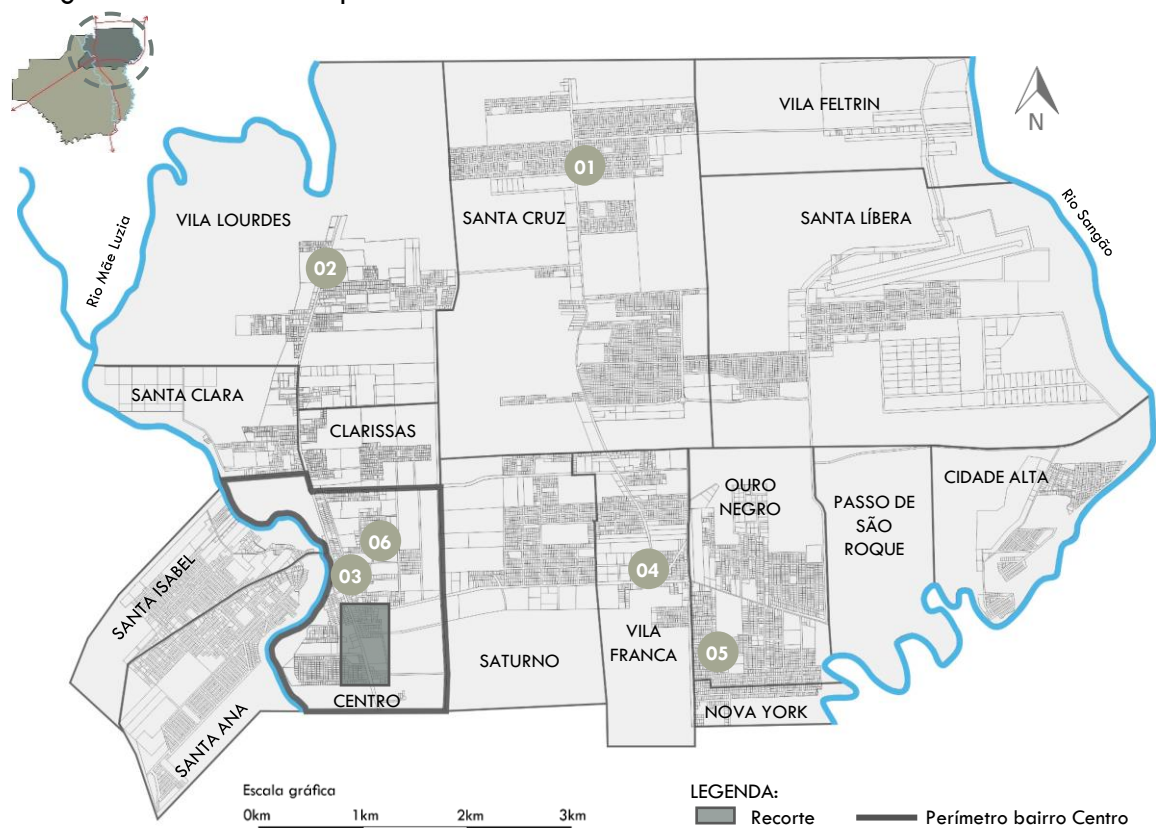 VILA FELTRIN
N
01
VILA LOURDES
SANTA CRUZ
SANTA LÍBERA
Rio Sangão
Rio Mãe Luzia
02
SANTA CLARA
CLARISSAS
OURO
NEGRO
PASSO DE
SÃO
ROQUE
CIDADE ALTA
06
03
04
SANTA ISABEL
VILA
FRANCA
05
SATURNO
CENTRO
NOVA YORK
SANTA ANA
Escala gráfica
0km
1km
2km
3km
LEGENDA:
Recorte
Perímetro bairro Centro